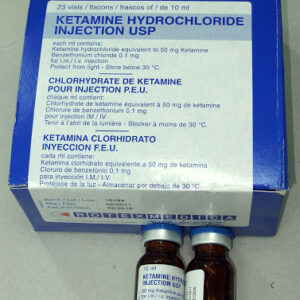 25 vials / flacons / frascos of / de 10 ml
KETAMINE HYDROCHLORIDE
INJECTION USP
each ml contains:
Ketamine hydrochloride equivalent to 50 mg Ketamine
Benzethonium chloride 0,1 mg
for i.m./ i.v. injection
Protect from light - Store below 30 °C.
CHLORHYDRATE DE KETAMINE
POUR INJECTION P.E.U.
chaque ml contient:
Chlorhydrate de kétamine équivalent à 50 mg de kétamine
Chlorure de benzéthonium 0,1 mg
pour injection IM / IV
Tenir à l'abri de la lumière - Stocker à moins de 30 °C.
KETAMINA CLORHIDRATO
INYECCION F.E.U.
cada ml contiene:
Ketamina clorhidrato equivalente a 50 mg de ketamina
Cloruro de benzetonio 0,1 mg
para inyección I.M. / I.V.
Protéjase de la luz - Almacenar por debajo de 30 °C.
ROTEXMEDICA
10 ml
KETAMINE HYDROC
INJECTION USP
50 mg Ketamine
i.m. / i.v.